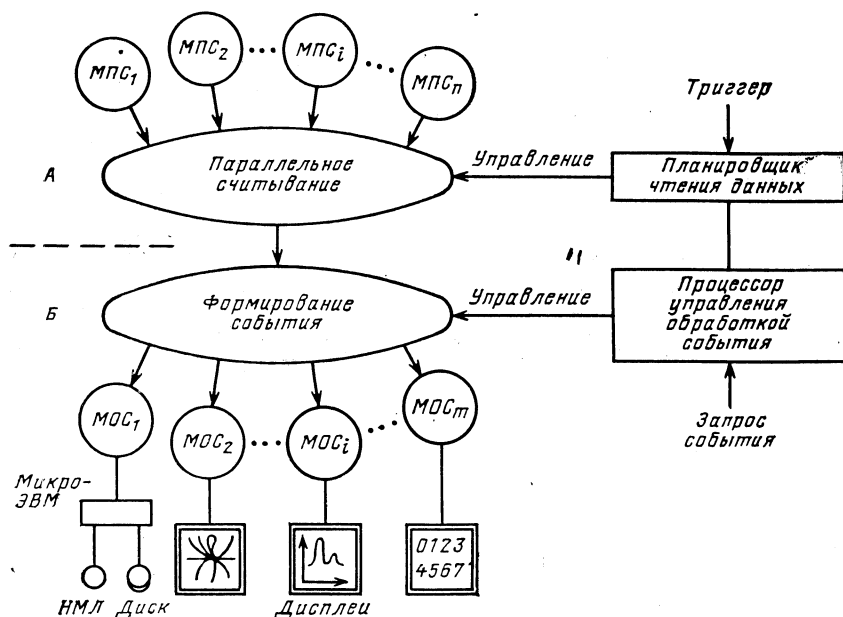 МПС1
МПС2
МПСi
МПСn
Триггер
А
Параллельное
считывание
Управление
Планировщик
чтения данных
Б
Формирование
события
Управление
Процессор
управления
обработкой
события
МОС1
МОС2
МОСi
МОСm
Запрос
события
Микро-
ЭВМ
0123
4567
НМЛ Диск
Дисплеи